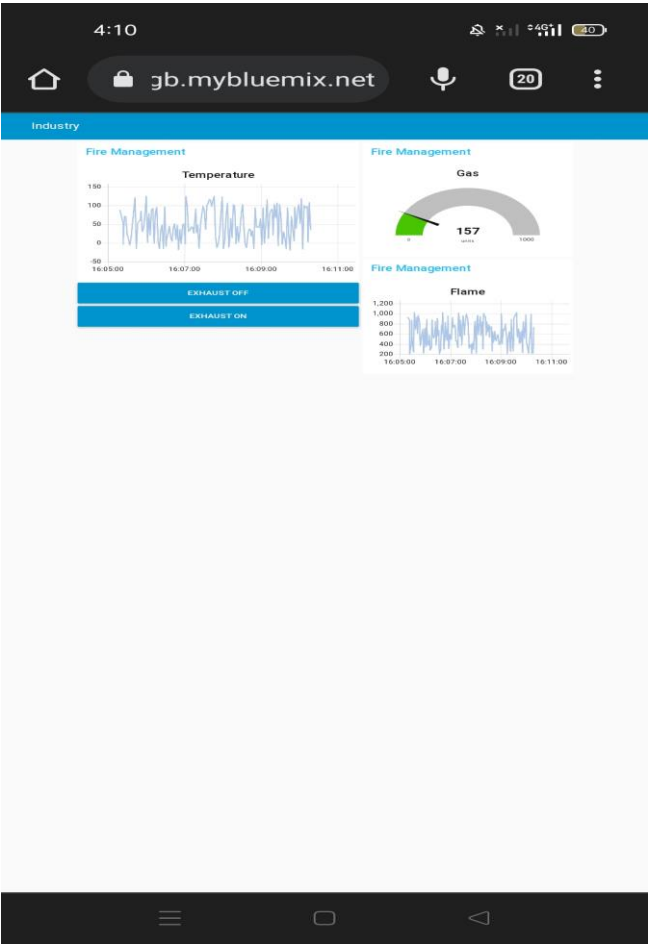 4:10
4G+
40
gb.mybluemix.net
20
Industry
Fire Management
Temperature
150
100
50
0
-50
16:05:00 16:07:00 16:09:00 16:11:00
EXHAUST OFF
EXHAUST ON
Fire Management
Gas
157
units
0 1000
Fire Management
Flame
1,200
1,000
800
600
400
200
16:05:00 16:07:00 16:09:00 16:11:00